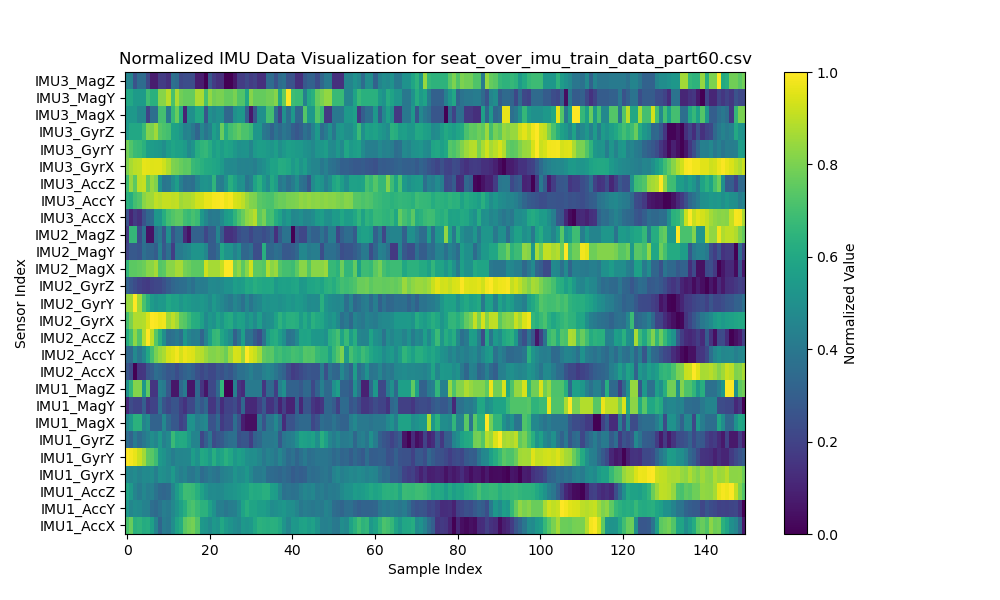 Normalized IMU Data Visualization for seat_over_imu_train_data_part60.csv
IMU3_MagZ
IMU3_MagY
IMU3_MagX
IMU3_GyrZ
IMU3_GyrY
IMU3_GyrX
IMU3_AccZ
IMU3_AccY
IMU3_AccX
IMU2_MagZ
IMU2_MagY
IMU2_MagX
IMU2_GyrZ
IMU2_GyrY
IMU2_GyrX
IMU2_AccZ
IMU2_AccY
IMU2_AccX
IMU1_MagZ
IMU1_MagY
IMU1_MagX
IMU1_GyrZ
IMU1_GyrY
IMU1_GyrX
IMU1_AccZ
IMU1_AccY
IMU1_AccX
Sensor Index
0 20 40 60 80 100 120 140
Sample Index
1.0
0.8
0.6
0.4
0.2
0.0
Normalized Value